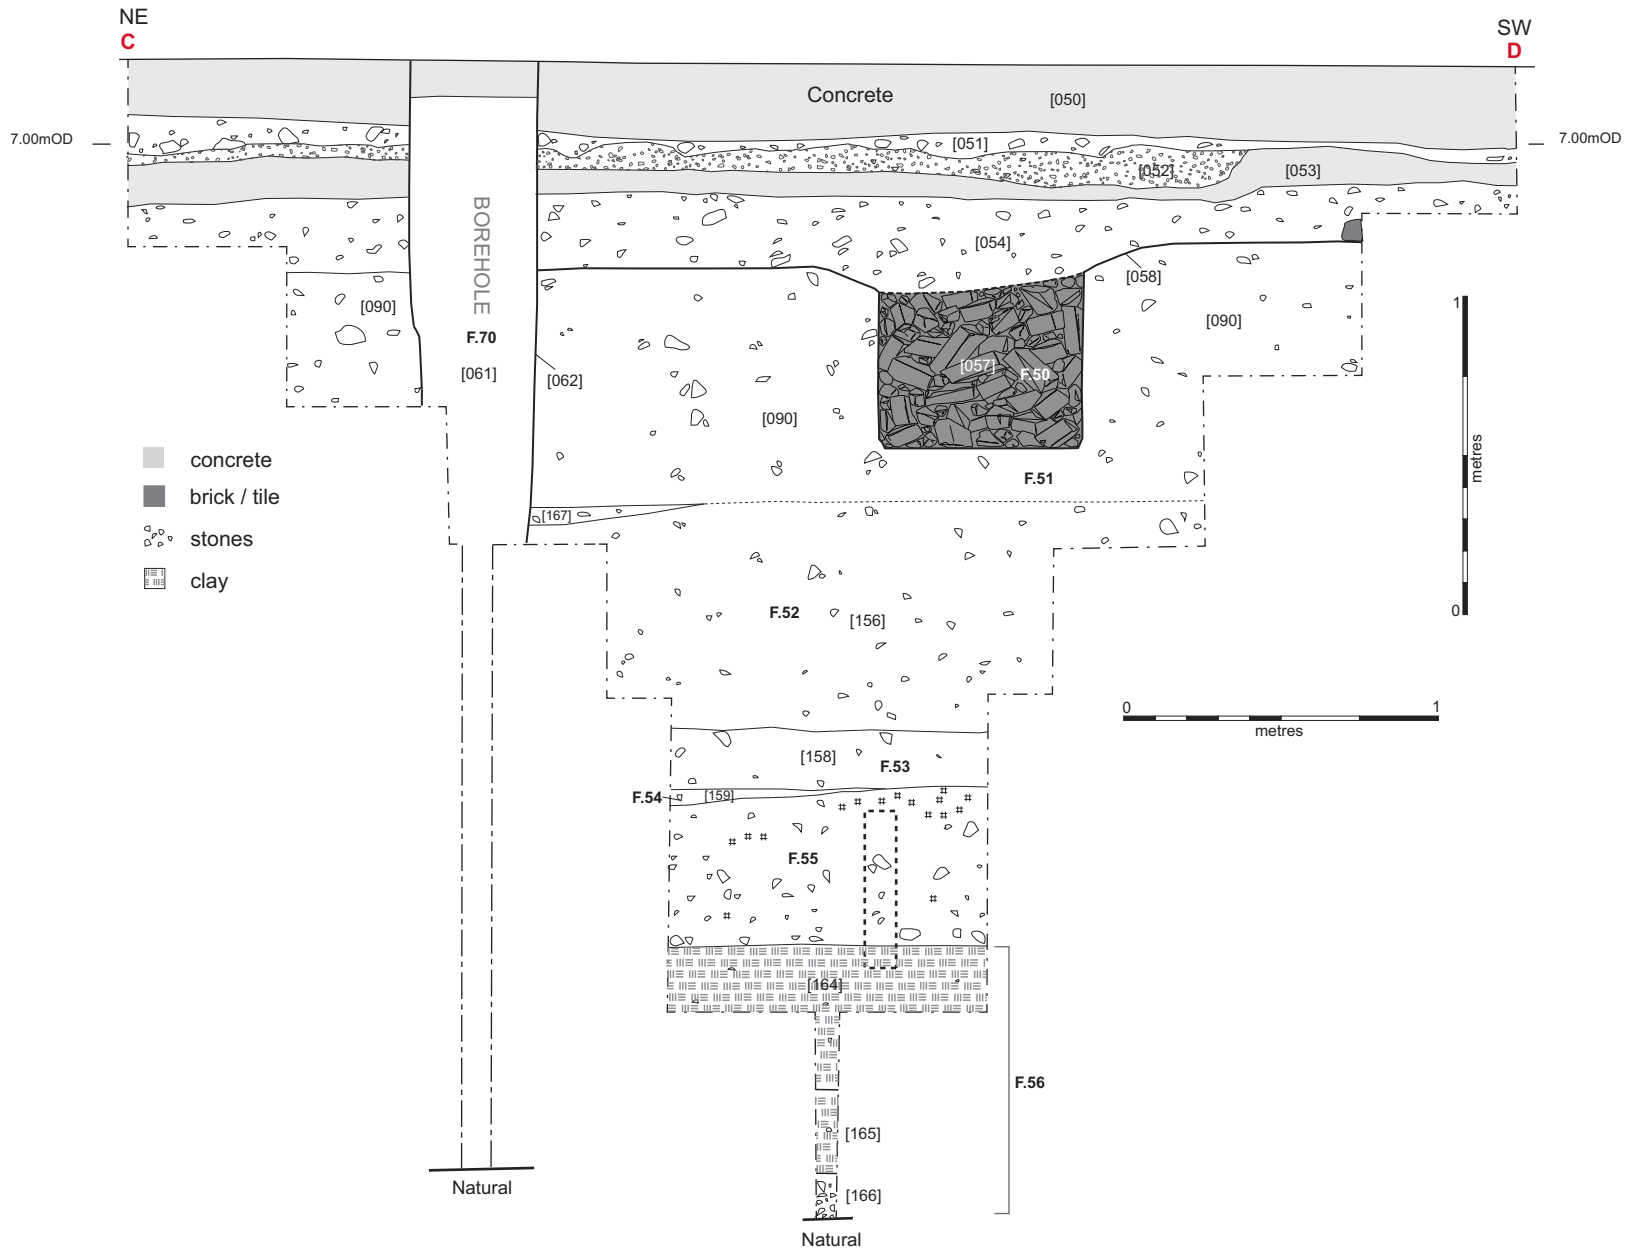 NE
C
SW
D
Concrete
[050]
7.00mOD
[051]
7.00mOD
[052]
[053]
BOREHOLE
[054]
[058]
[090]
[090]
F.70
[061]
[062]
[057]
F.50
[090]
1
metres
0
concrete
brick / tile
stones
clay
F.51
[167]
F.52
[156]
0
1
metres
[158]
F.53
F.54
[159]
F.55
[164]
F.56
[165]
[166]
Natural
Natural